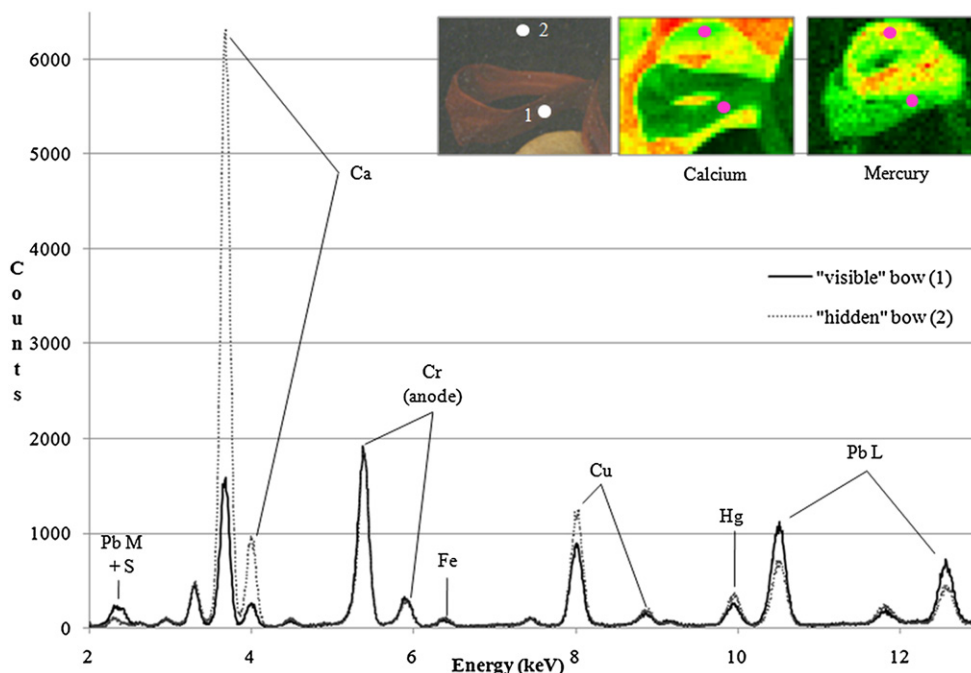 6000
5000
4000
3000
2000
1000
0
Counts
2
4
6
8
10
12
Energy (keV)
2
1
Calcium
Mercury
Ca
"visible" bow (1)
"hidden" bow (2)
Cr
(anode)
Cu
Pb L
Hg
Pb M
+ S
Fe